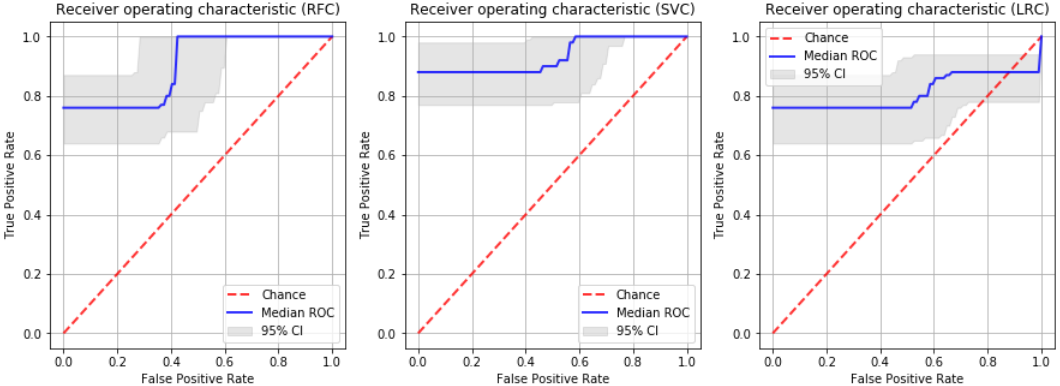 Receiver operating characteristic (RFC)
True Positive Rate
1.0
0.8
0.6
0.4
0.2
0.0
Chance
Median ROC
95% CI
0.0 0.2 0.4 0.6 0.8 1.0
False Positive Rate
Receiver operating characteristic (SVC)
True Positive Rate
1.0
0.8
0.6
0.4
0.2
0.0
Chance
Median ROC
95% CI
0.0 0.2 0.4 0.6 0.8 1.0
False Positive Rate
Receiver operating characteristic (LRC)
True Positive Rate
Chance
Median ROC
95% CI
1.0
0.8
0.6
0.4
0.2
0.0
0.0 0.2 0.4 0.6 0.8 1.0
False Positive Rate